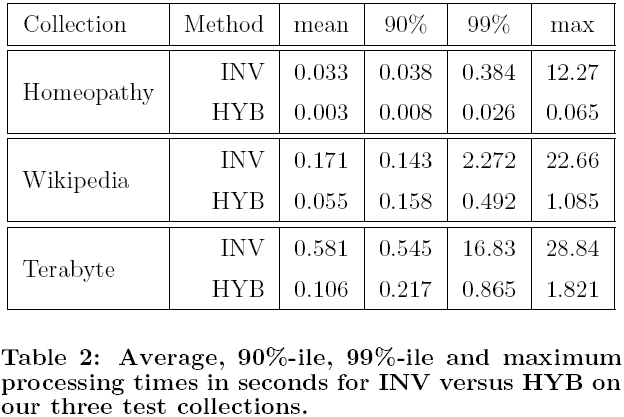 Collection Method mean 90% 99% max
Homeopathy INV 0.033 0.038 0.384 12.27
HYB 0.003 0.008 0.026 0.065
Wikipedia INV 0.171 0.143 2.272 22.66
HYB 0.055 0.158 0.492 1.085
Terabyte INV 0.581 0.545 16.83 28.84
HYB 0.106 0.217 0.865 1.821
Table 2: Average, 90%-ile, 99%-ile and maximum
processing times in seconds for INV versus HYB on
our three test collections.